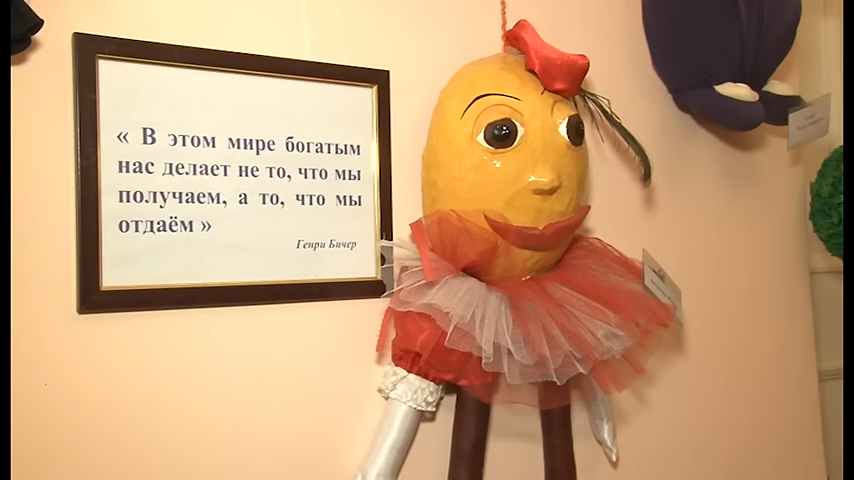 « В этом мире богатым
нас делает не то, что мы
получаем, а то, что мы
отдаём »
Генри Бичер